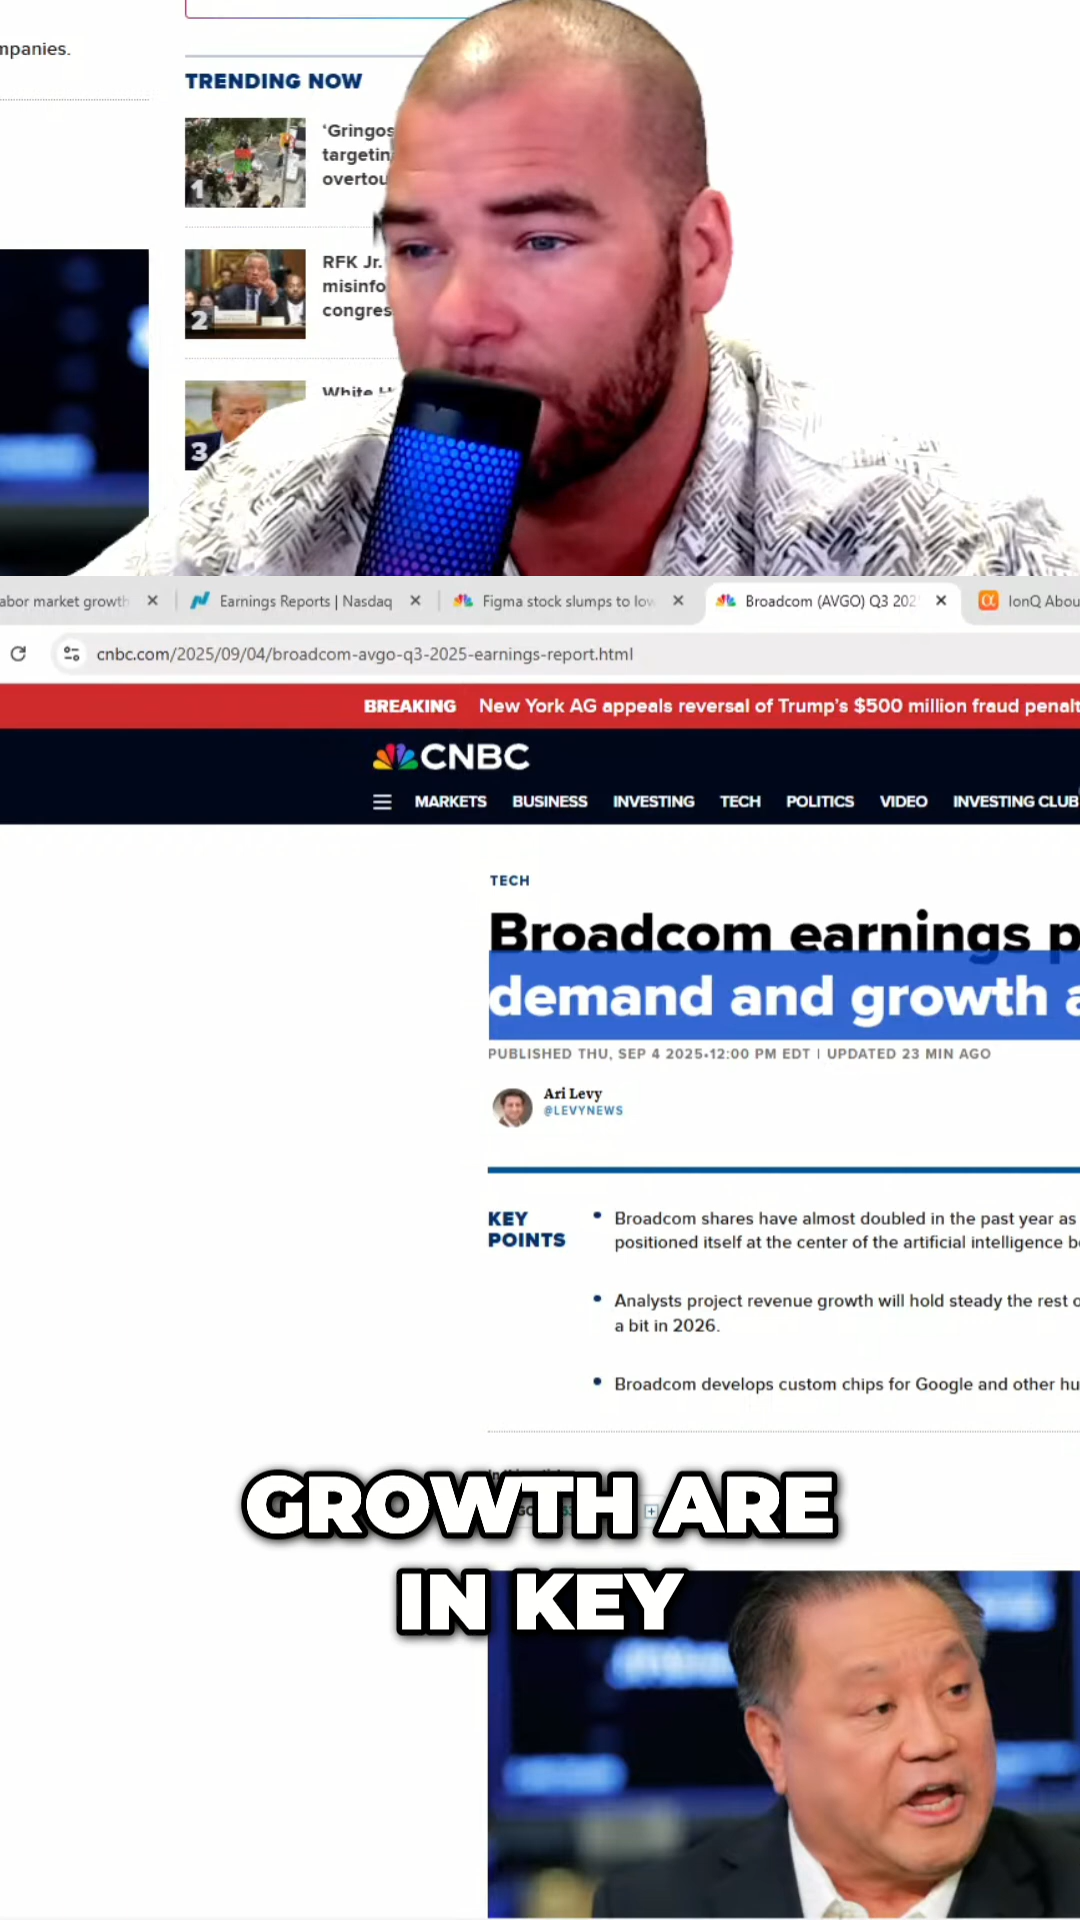 mpanies.
TRENDING NOW
1
'Gringos
targetin
overtou
2
RFK Jr.
misinfo
congres
3
White H
abor market growth
Earnings Reports | Nasdaq
Figma stock slumps to low
Broadcom (AVGO) Q3 202
IonQ Abou
cnbc.com/2025/09/04/broadcom-avgo-q3-2025-earnings-report.html
BREAKING New York AG appeals reversal of Trump's $500 million fraud penalt
CNBC
MARKETS BUSINESS INVESTING TECH POLITICS VIDEO INVESTING CLUB
TECH
Broadcom earnings p
demand and growth a
PUBLISHED THU, SEP 4 2025•12:00 PM EDT | UPDATED 23 MIN AGO
Ari Levy
@LEVYNEWS
KEY
POINTS
• Broadcom shares have almost doubled in the past year as
positioned itself at the center of the artificial intelligence b
• Analysts project revenue growth will hold steady the rest o
a bit in 2026.
• Broadcom develops custom chips for Google and other hu
GROWTH ARE
IN KEY